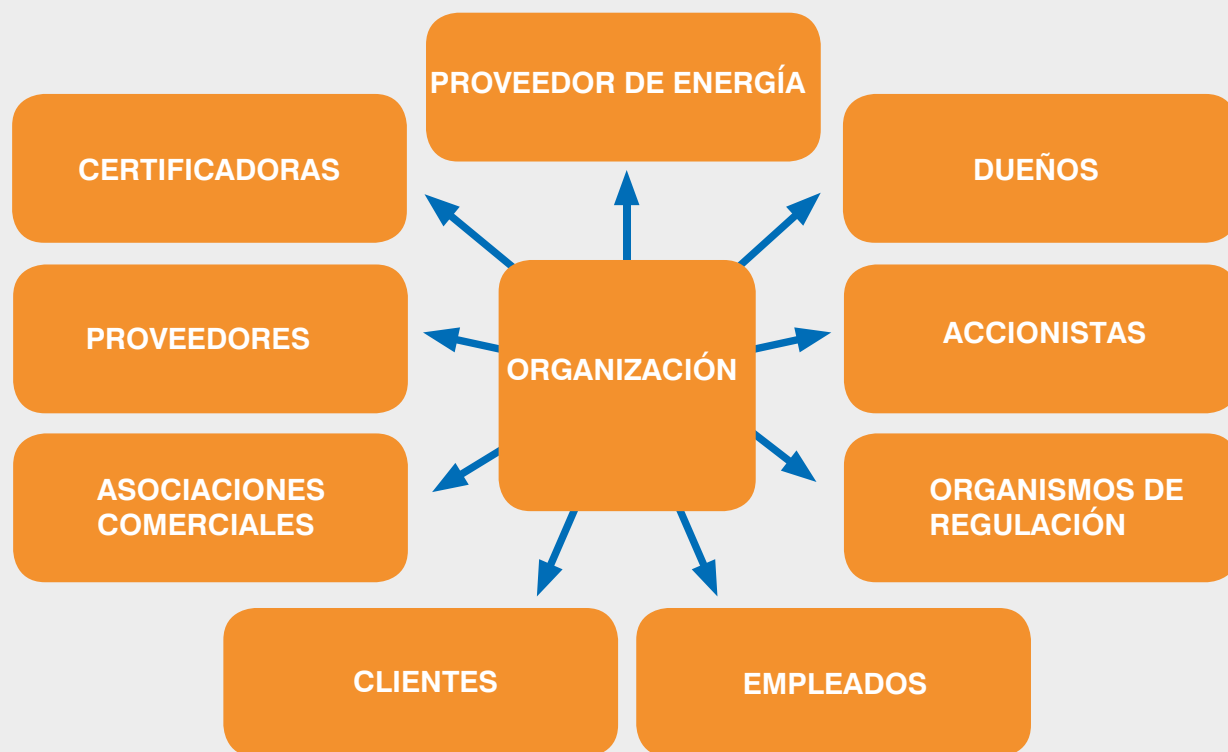 PROVEEDOR DE ENERGÍA
CERTIFICADORAS
DUEÑOS
PROVEEDORES
ACCIONISTAS
ORGANIZACIÓN
ASOCIACIONES
COMERCIALES
ORGANISMOS DE
REGULACIÓN
CLIENTES
EMPLEADOS